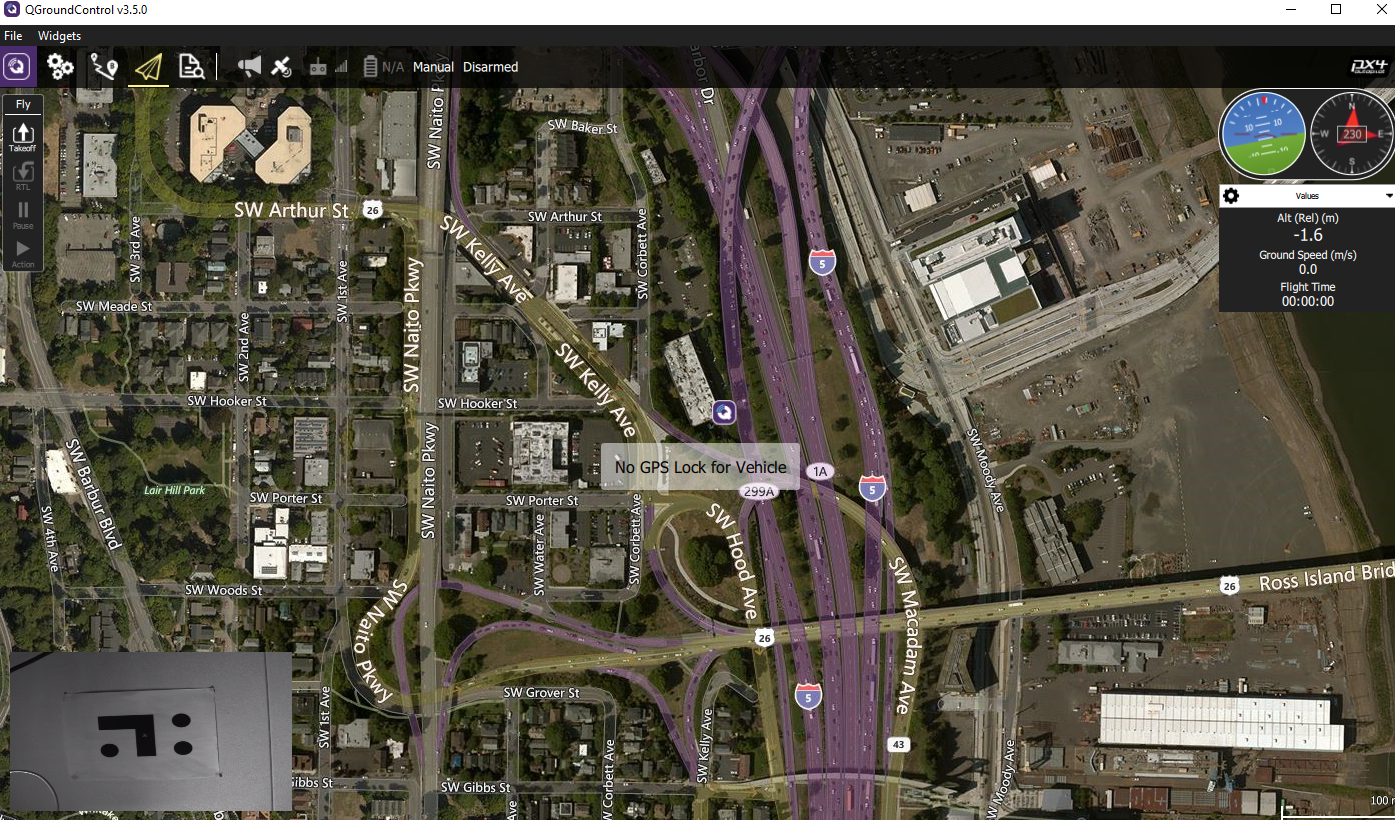 QGroundControl v3.5.0
File Widgets
N/A Manual Disarmed
px4
autopilot
Fly
Takeoff
RTL
Pause
Action
N
W 230 E
S
10 10
Values
Alt (Rel) (m)
-1.6
Ground Speed (m/s)
0.0
Flight Time
00:00:00
SW Naito Pkwy
arbor Dr
SW Baker St
SW Arthur St
26
SW Arthur St
SW 3rd Ave
SW Kelly Ave
SW Corbett Ave
5
SW 1st Ave
SW Meade St
SW Naito Pkwy
SW 2nd Ave
SW Kelly Ave
SW Hooker St
SW Hooker St
SW Barbur Blvd
SW Naito Pkwy
SW Moody Ave
No GPS Lock for Vehicle
1A
299A
5
Lair Hill Park
SW Porter St
SW Porter St
SW 4th Ave
SW Water Ave
SW Corbett Ave
SW Hood Ave
SW Woods St
SW Naito Pkwy
SW Macadam Ave
26
Ross Island Brid
26
SW Grover St
5
SW 1st Ave
SW Kelly Ave
43
SW Moody Ave
Gibbs St
SW Gibbs St
Corbett Ave
100